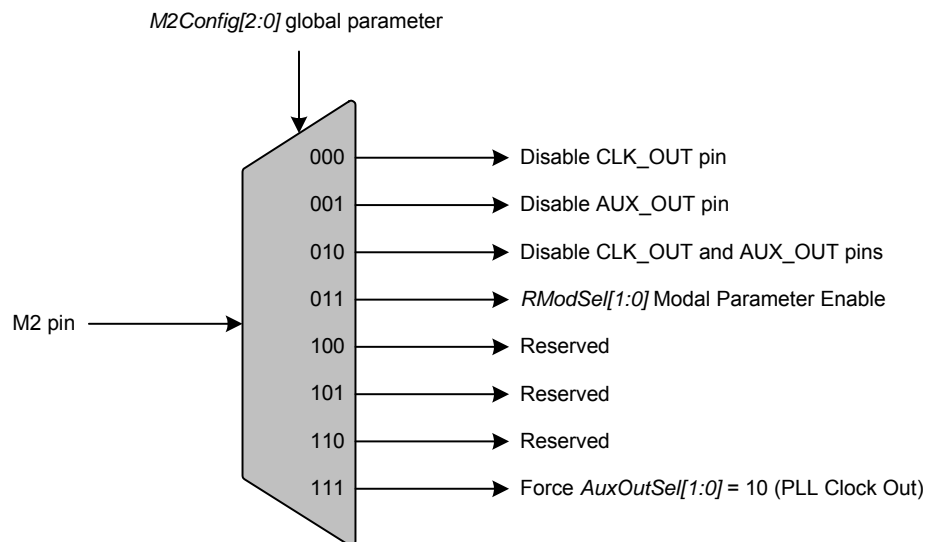 M2Config[2:0] global parameter
000 Disable CLK_OUT pin
001 Disable AUX_OUT pin
010 Disable CLK_OUT and AUX_OUT pins
011 RModSel[1:0] Modal Parameter Enable
M2 pin
100 Reserved
101 Reserved
110 Reserved
111 Force AuxOutSel[1:0] = 10 (PLL Clock Out)